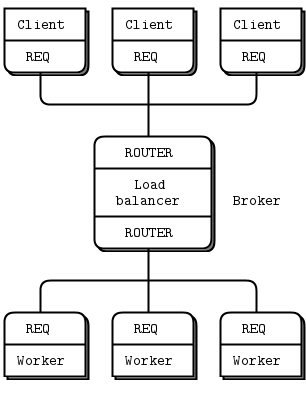 Client Client Client
REQ REQ REQ
ROUTER
Load
balancer Broker
ROUTER
REQ REQ REQ
Worker Worker Worker